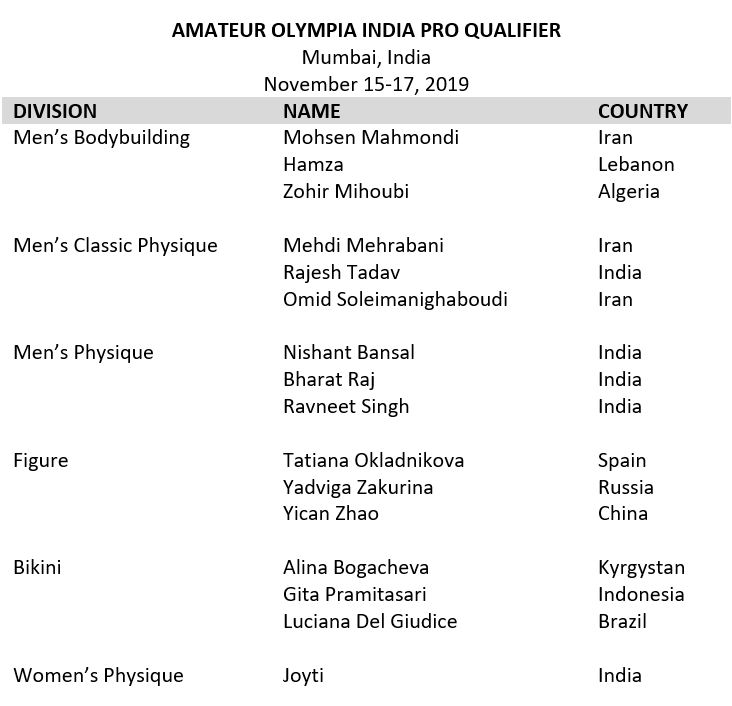 AMATEUR OLYMPIA INDIA PRO QUALIFIER
Mumbai, India
November 15-17, 2019
DIVISION NAME COUNTRY
Men’s Bodybuilding Mohsen Mahmondi Iran
Hamza Lebanon
Zohir Mihoubi Algeria
Men’s Classic Physique Mehdi Mehrabani Iran
Rajesh Tadav India
Omid Soleimanighaboudi Iran
Men’s Physique Nishant Bansal India
Bharat Raj India
Ravneet Singh India
Figure Tatiana Okladnikova Spain
Yadviga Zakurina Russia
Yican Zhao China
Bikini Alina Bogacheva Kyrgystan
Gita Pramitasari Indonesia
Luciana Del Giudice Brazil
Women’s Physique Joyti India